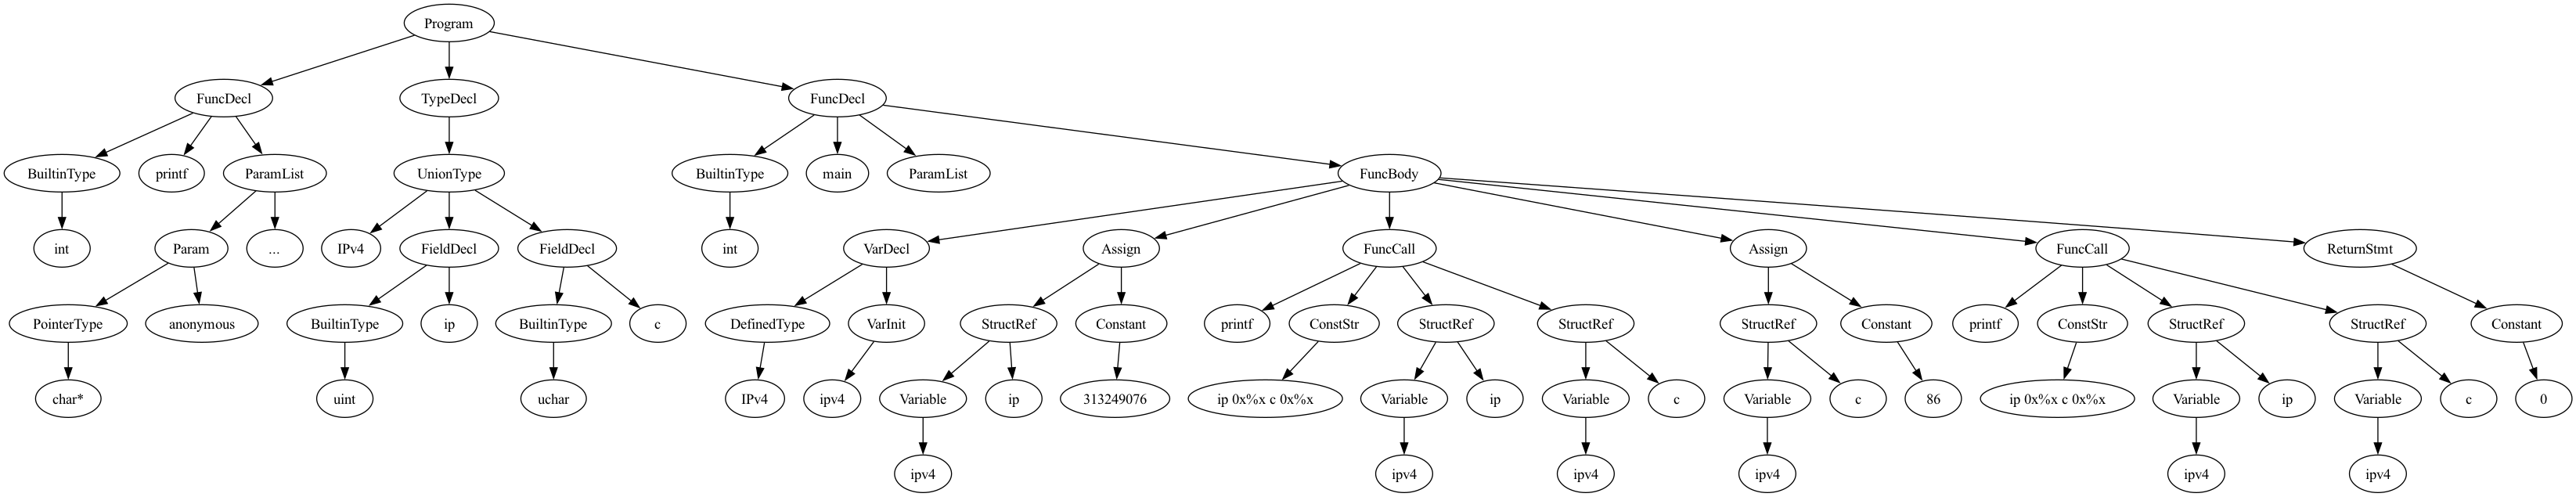 Program
FuncDecl TypeDecl FuncDecl
BuiltinType printf ParamList UnionType BuiltinType main ParamList FuncBody
int Param ... IPv4 FieldDecl FieldDecl int VarDecl Assign FuncCall Assign FuncCall ReturnStmt
PointerType anonymous BuiltinType ip BuiltinType c DefinedType VarInit StructRef Constant printf ConstStr StructRef StructRef StructRef Constant printf ConstStr StructRef StructRef Constant
char* uint uchar IPv4 ipv4 Variable ip 313249076 ip 0x%x c 0x%x Variable ip Variable c Variable c 86 ip 0x%x c 0x%x Variable ip Variable c 0
ipv4 ipv4 ipv4 ipv4 ipv4 ipv4